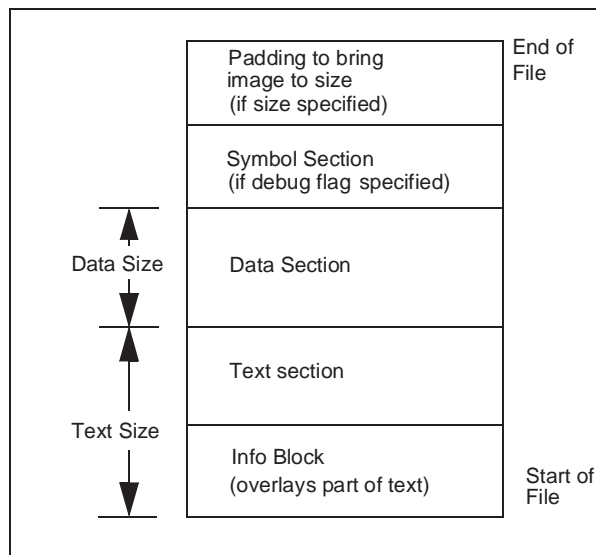 Padding to bring
image to size
(if size specified)
End of
File
Symbol Section
(if debug flag specified)
Data Size
Data Section
Text section
Text Size
Info Block
(overlays part of text)
Start of
File